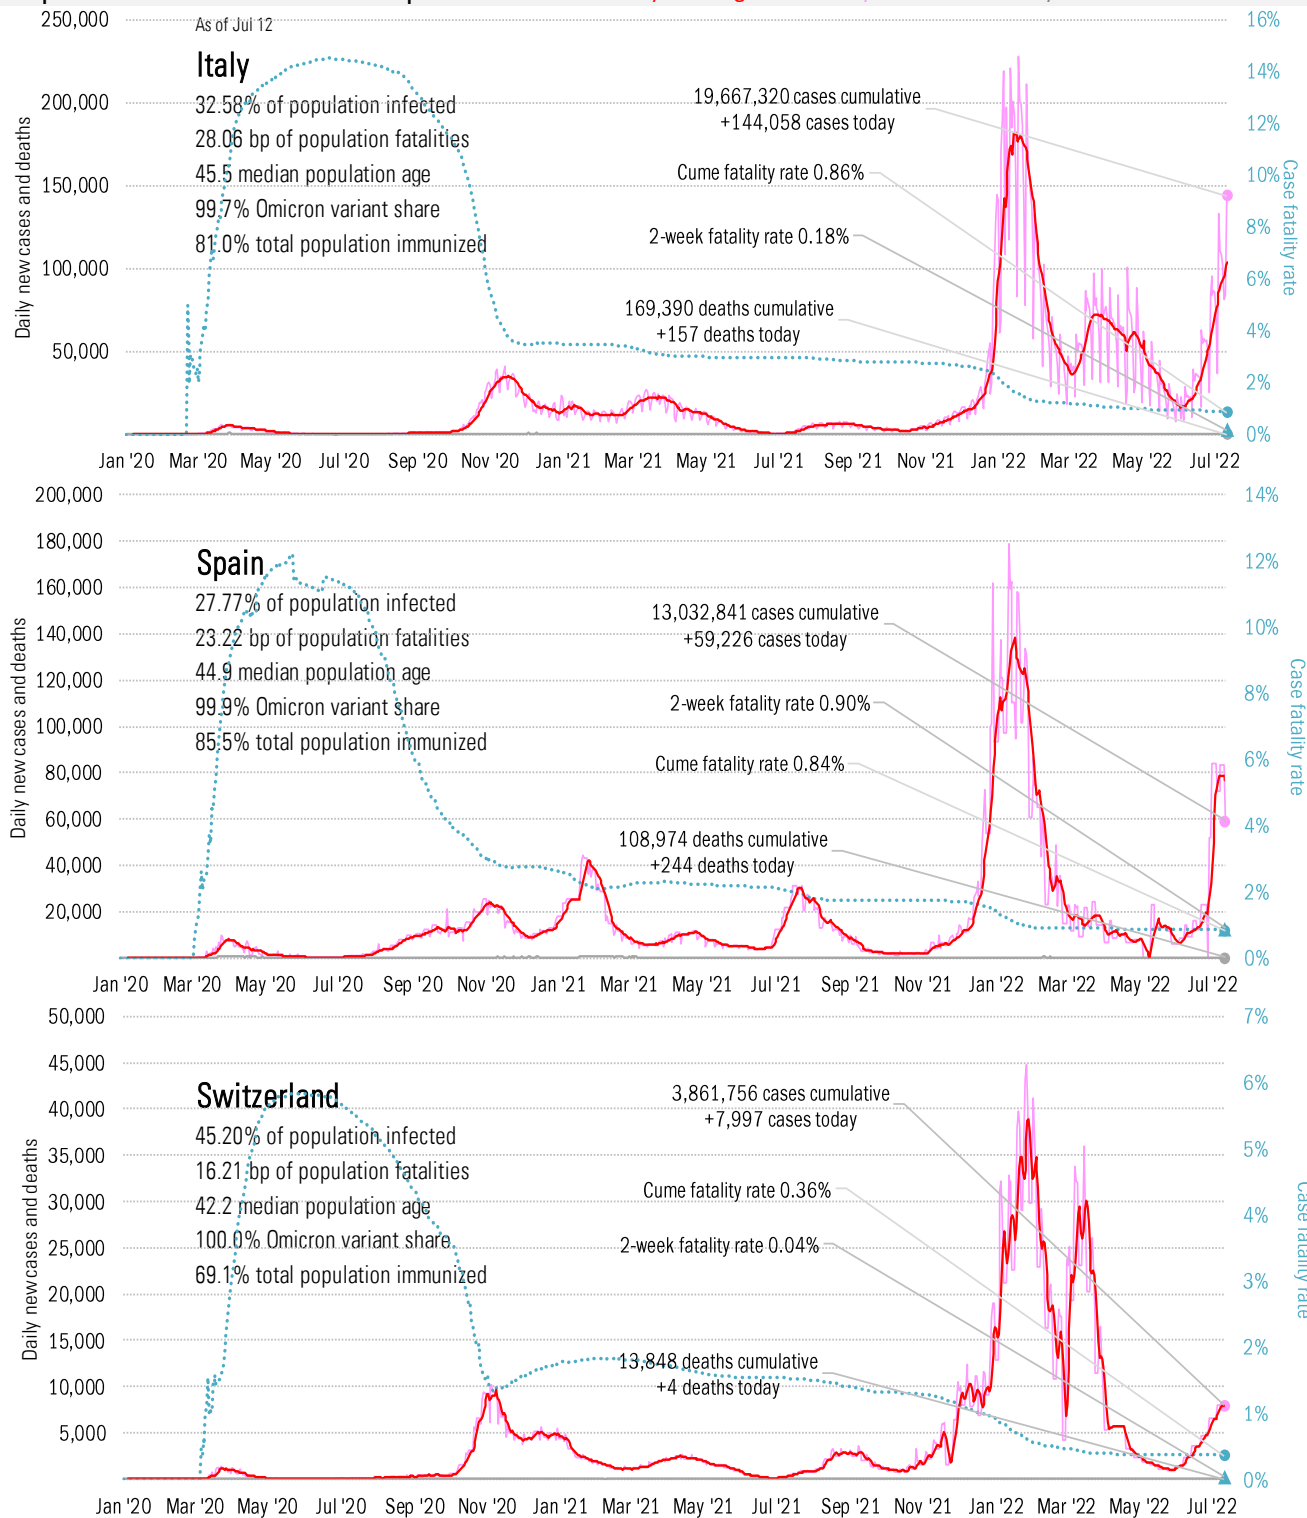 250,000
As of Jul 12
16%
Italy
14%
32.58% of population infected
200,000
19,667,320 cases cumulative
+144,058 cases today
12%
28.06 bp of population fatalities
45.5 median population age
Cume fatality rate 0.86%
10%
150,000
99.7% Omicron variant share
81.0% total population immunized
2-week fatality rate 0.18%
8%
100,000
6%
169,390 deaths cumulative
+157 deaths today
4%
50,000
2%
0%
Daily new cases and deaths
Case fatality rate
Jan '20 Mar '20 May '20 Jul '20 Sep '20 Nov '20 Jan '21 Mar '21 May '21 Jul '21 Sep '21 Nov '21 Jan '22 Mar '22 May '22 Jul '22
200,000
14%
180,000
Spain
12%
160,000
27.77% of population infected
13,032,841 cases cumulative
+59,226 cases today
10%
140,000
23.22 bp of population fatalities
44.9 median population age
120,000
8%
99.9% Omicron variant share
2-week fatality rate 0.90%
100,000
85.5% total population immunized
6%
80,000
Cume fatality rate 0.84%
60,000
4%
108,974 deaths cumulative
+244 deaths today
40,000
2%
20,000
0%
Daily new cases and deaths
Case fatality rate
Jan '20 Mar '20 May '20 Jul '20 Sep '20 Nov '20 Jan '21 Mar '21 May '21 Jul '21 Sep '21 Nov '21 Jan '22 Mar '22 May '22 Jul '22
50,000
7%
45,000
Switzerland
6%
3,861,756 cases cumulative
+7,997 cases today
40,000
45.20% of population infected
35,000
5%
16.21 bp of population fatalities
Cume fatality rate 0.36%
30,000
42.2 median population age
4%
100.0% Omicron variant share
2-week fatality rate 0.04%
25,000
69.1% total population immunized
3%
20,000
15,000
2%
13,848 deaths cumulative
+4 deaths today
10,000
1%
5,000
0%
Daily new cases and deaths
Case fatality rate
Jan '20 Mar '20 May '20 Jul '20 Sep '20 Nov '20 Jan '21 Mar '21 May '21 Jul '21 Sep '21 Nov '21 Jan '22 Mar '22 May '22 Jul '22